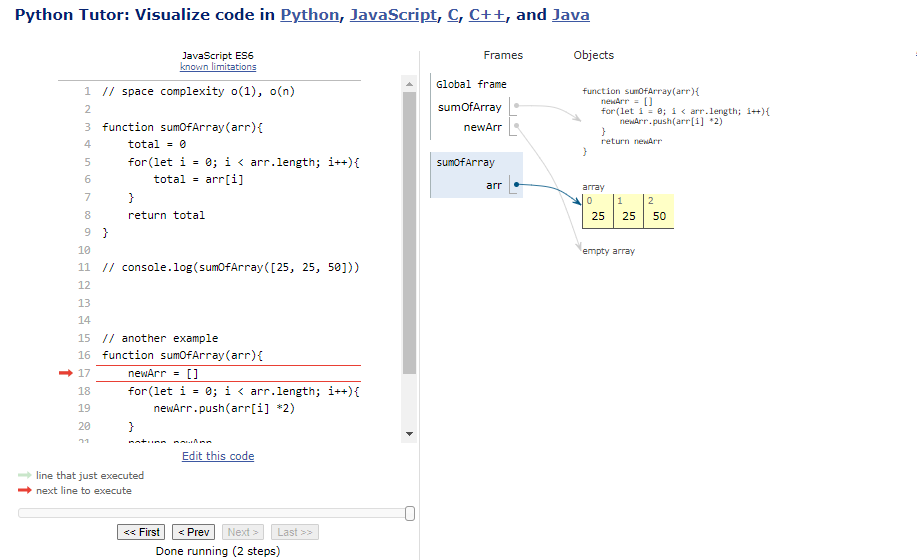 Python Tutor: Visualize code in Python, JavaScript, C, C++, and Java
JavaScript ES6
known limitations
1 // space complexity o(1), o(n)
2
3 function sumOfArray(arr){
4 total = 0
5 for(let i = 0; i < arr.length; i++){
6 total = arr[i]
7 }
8 return total
9 }
10
11 // console.log(sumOfArray([25, 25, 50]))
12
13
14
15 // another example
16 function sumOfArray(arr){
17 newArr = []
18 for(let i = 0; i < arr.length; i++){
19 newArr.push(arr[i] *2)
20 }
21 return newArr
Edit this code
line that just executed
next line to execute
<< First < Prev Next > Last >>
Done running (2 steps)
Frames Objects
Global frame
sumOfArray
newArr
sumOfArray
arr
function sumOfArray(arr){
newArr = []
for(let i = 0; i < arr.length; i++){
newArr.push(arr[i] *2)
}
return newArr
}
array
0 1 2
25 25 50
empty array